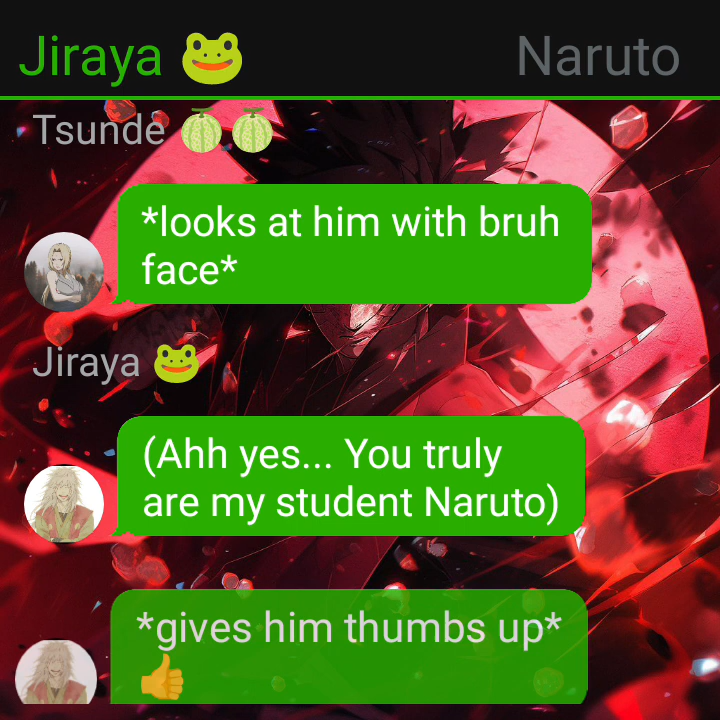 Jiraya 🐸 Naruto
Tsunde 🍈🍈
*looks at him with bruh
face*
Jiraya 🐸
(Ahh yes... You truly
are my student Naruto)
*gives him thumbs up*
👍